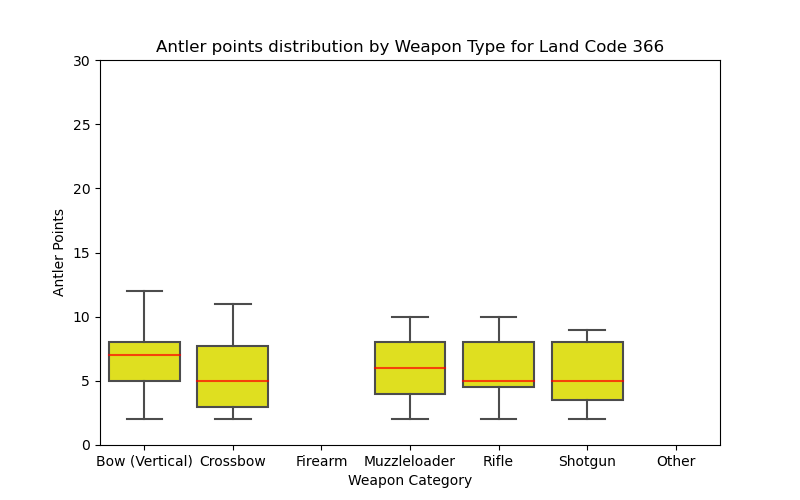 Antler points distribution by Weapon Type for Land Code 366
30
25
20
15
10
5
0
Antler Points
Bow (Vertical) Crossbow Firearm Muzzleloader Rifle Shotgun Other
Weapon Category